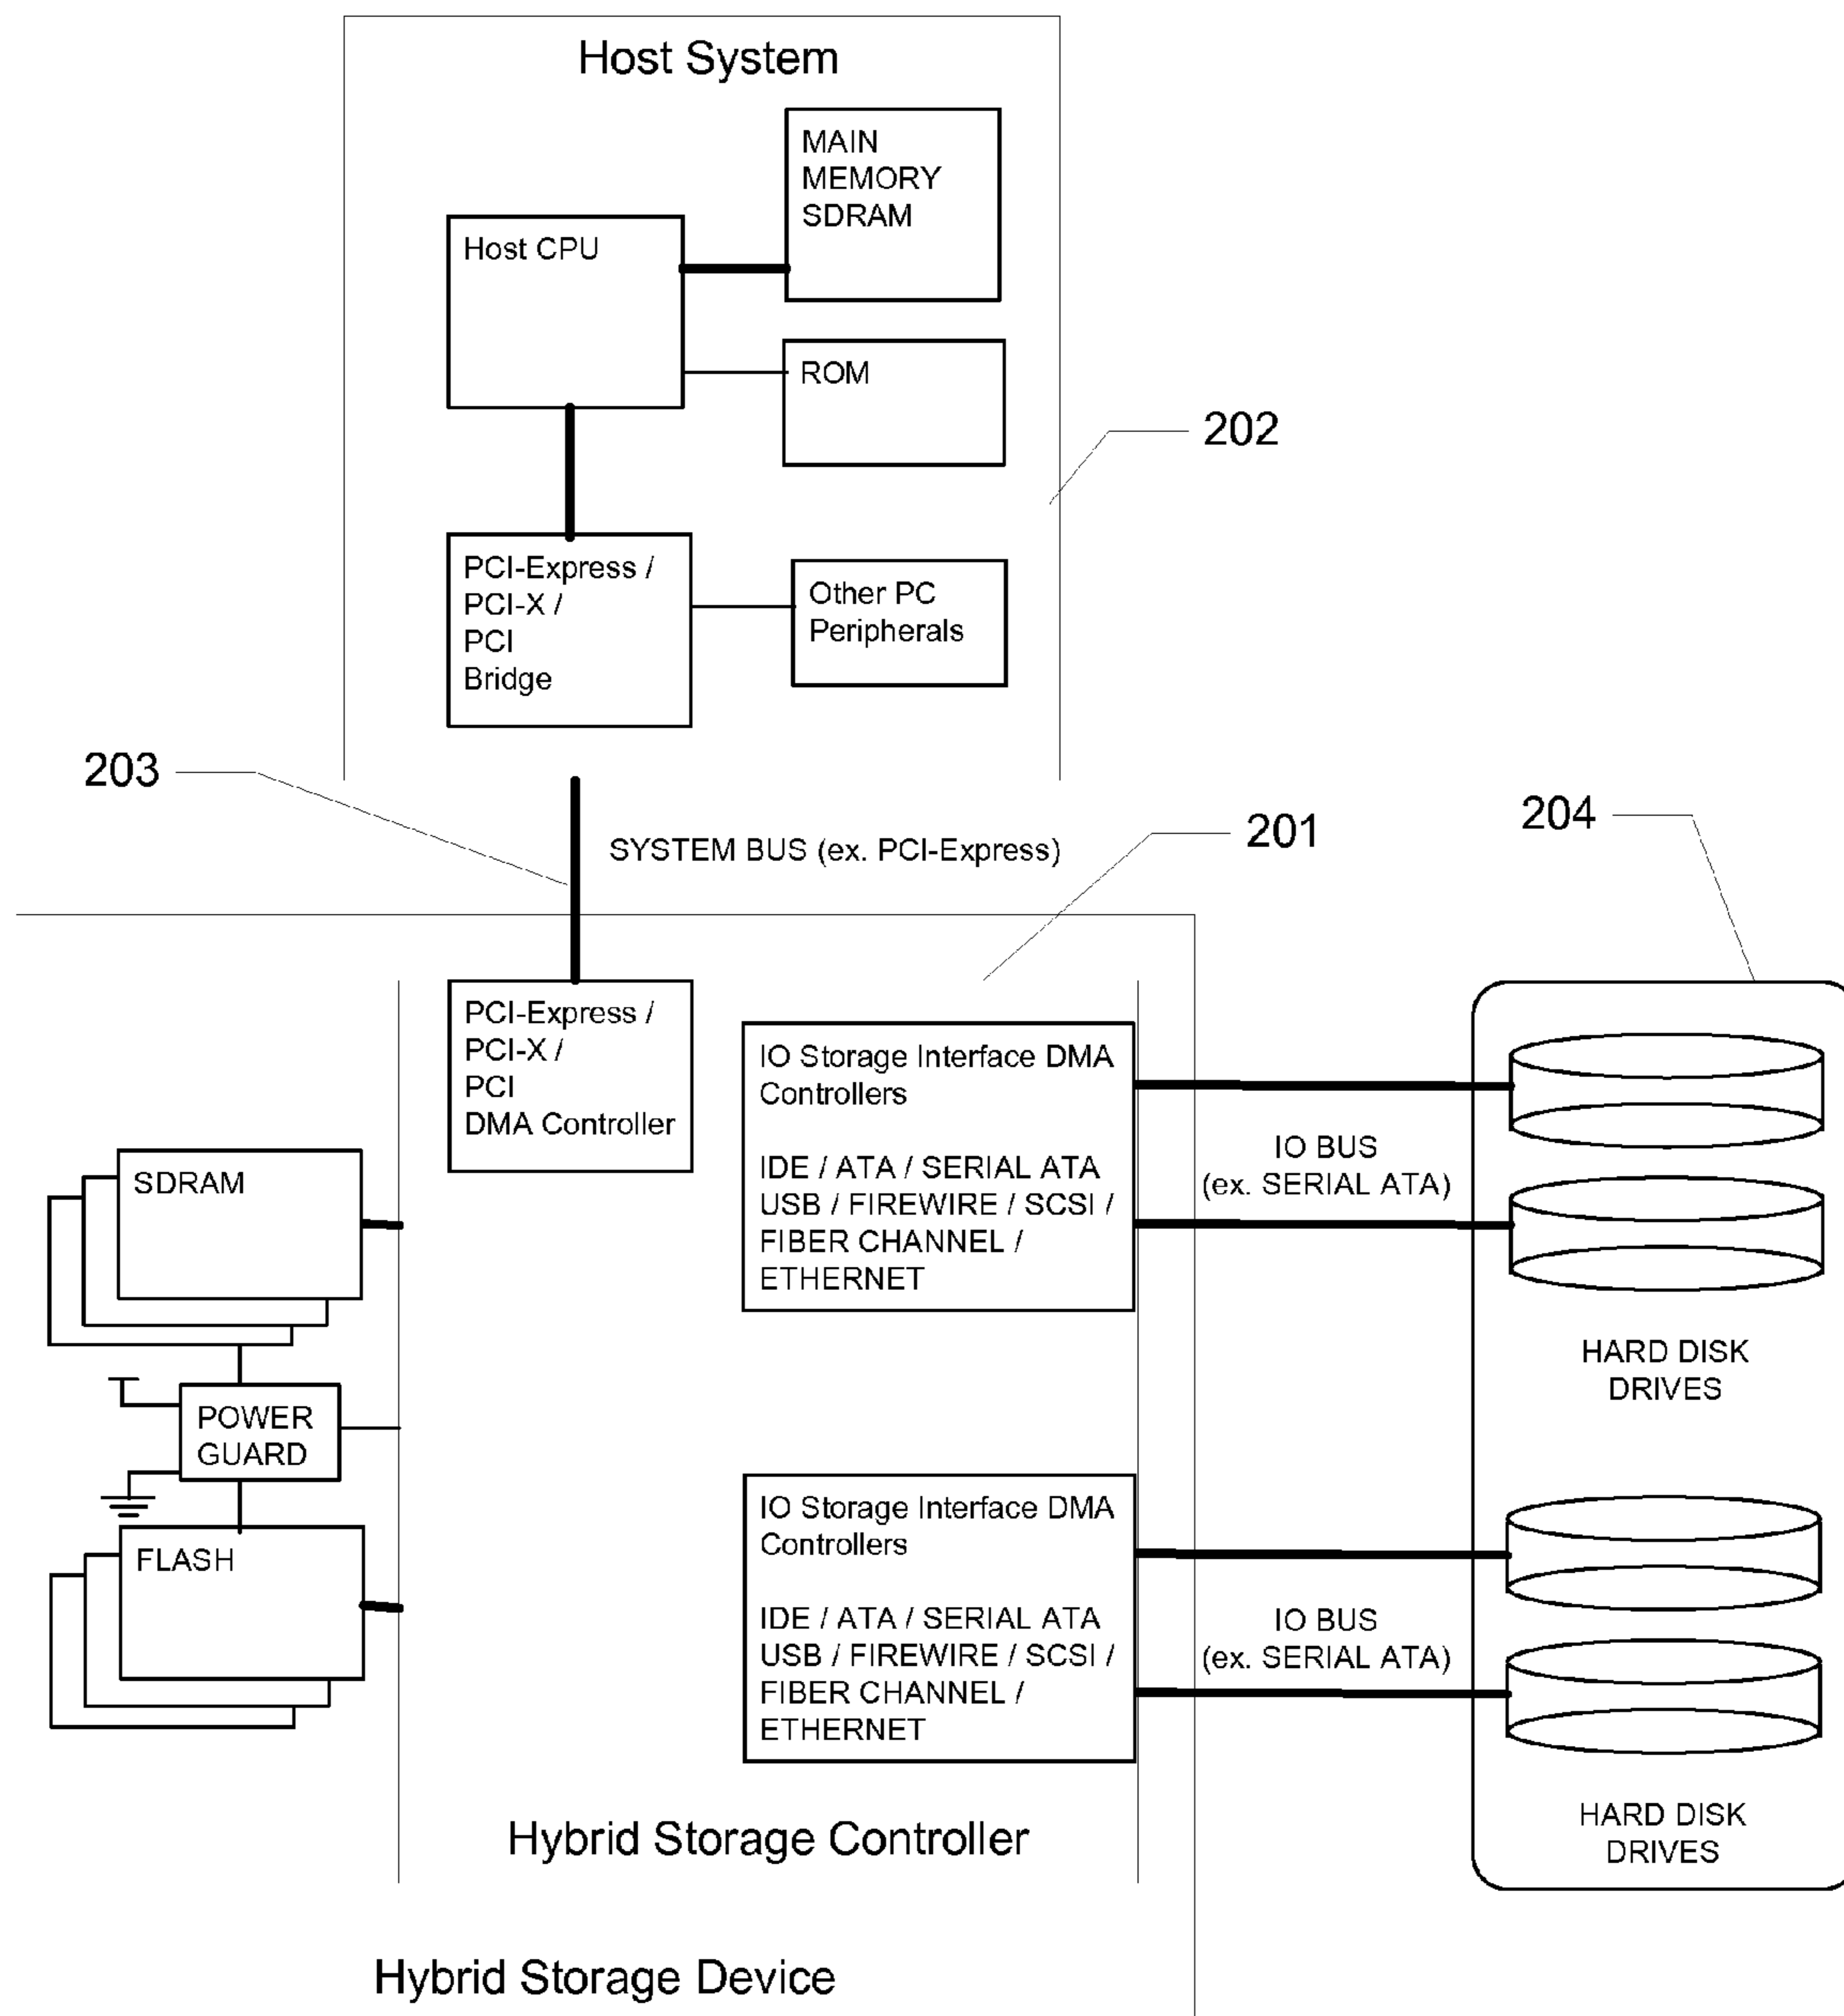 Host System
MAIN
MEMORY
SDRAM
Host CPU
ROM
202
PCI-Express /
PCI-X /
PCI
Bridge
Other PC
Peripherals
203
SYSTEM BUS (ex. PCI-Express)
201
204
PCI-Express /
PCI-X /
PCI
DMA Controller
IO Storage Interface DMA
Controllers
IDE / ATA / SERIAL ATA
USB / FIREWIRE / SCSI /
FIBER CHANNEL /
ETHERNET
IO BUS
(ex. SERIAL ATA)
SDRAM
HARD DISK
DRIVES
POWER
GUARD
FLASH
IO Storage Interface DMA
Controllers
IDE / ATA / SERIAL ATA
USB / FIREWIRE / SCSI /
FIBER CHANNEL /
ETHERNET
IO BUS
(ex. SERIAL ATA)
HARD DISK
DRIVES
Hybrid Storage Controller
Hybrid Storage Device